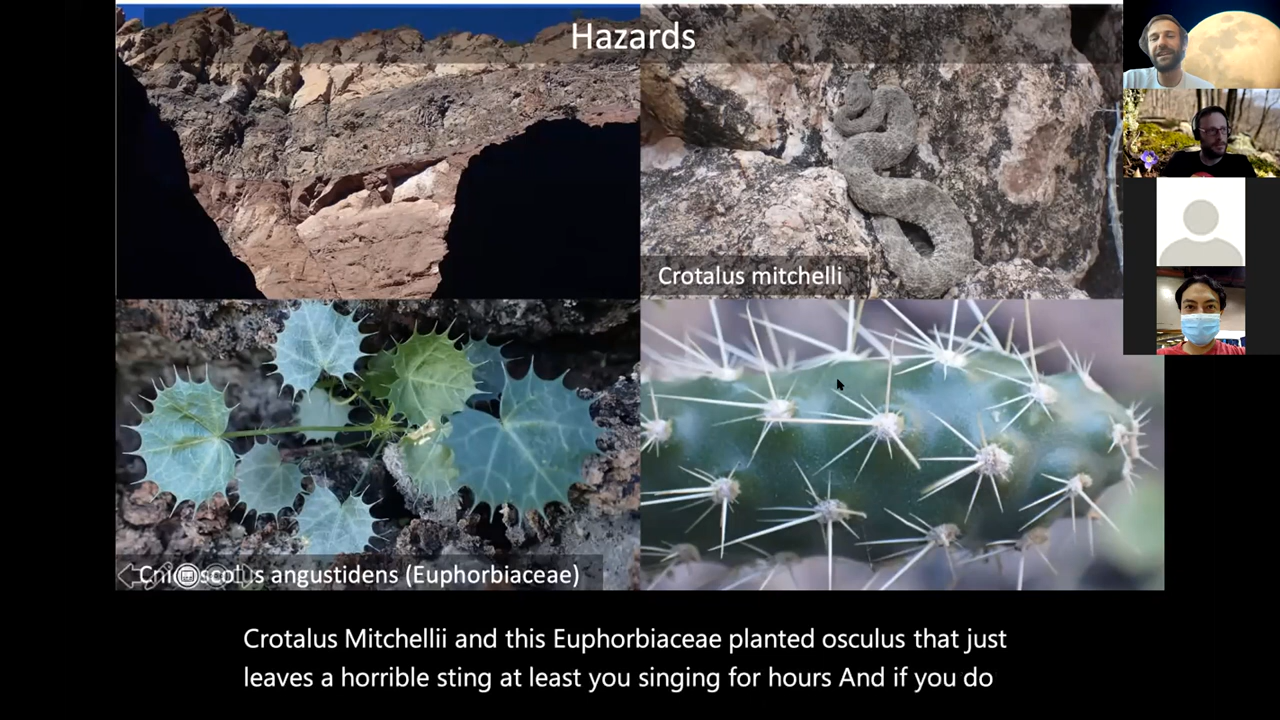 Hazards
Crotalus mitchelli
angustidens (Euphorbiaceae)
Crotalus Mitchellii and this Euphorbiaceae planted osculus that just
leaves a horrible sting at least you singing for hours And if you do